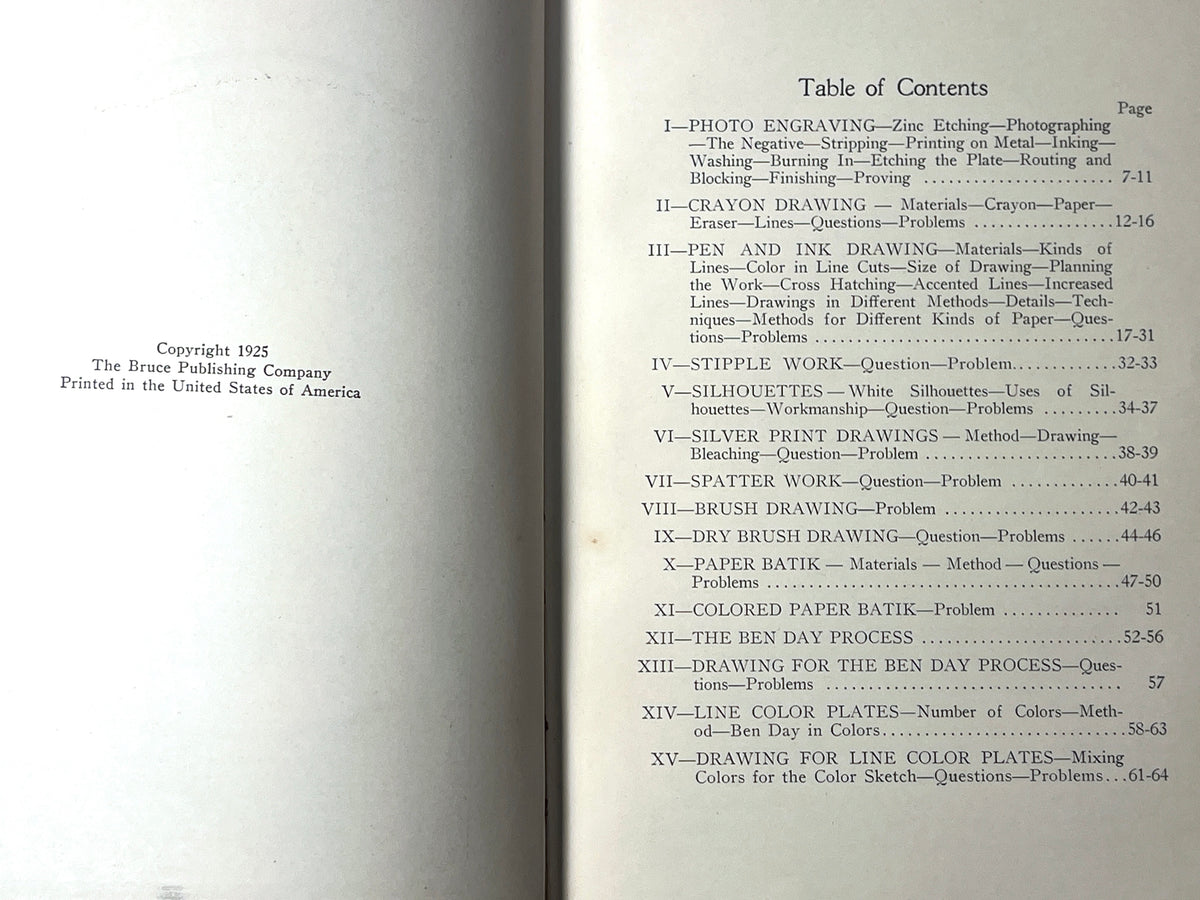 Copyright 1925
The Bruce Publishing Company
Printed in the United States of America
Table of Contents
Page
I—PHOTO ENGRAVING—Zinc Etching—Photographing
—The Negative—Stripping—Printing on Metal—Inking—
Washing—Burning In—Etching the Plate—Routing and
Blocking—Finishing—Proving ....................... 7-11
II—CRAYON DRAWING — Materials—Crayon—Paper—
Eraser—Lines—Questions—Problems .................12-16
III—PEN AND INK DRAWING—Materials—Kinds of
Lines—Color in Line Cuts—Size of Drawing—Planning
the Work—Cross Hatching—Accented Lines—Increased
Lines—Drawings in Different Methods—Details—Tech-
niques—Methods for Different Kinds of Paper—Ques-
tions—Problems ....................................17-31
IV—STIPPLE WORK—Question—Problem.............32-33
V—SILHOUETTES — White Silhouettes—Uses of Sil-
houettes—Workmanship—Question—Problems .........34-37
VI—SILVER PRINT DRAWINGS — Method—Drawing—
Bleaching—Question—Problem .......................38-39
VII—SPATTER WORK—Question—Problem .............40-41
VIII—BRUSH DRAWING—Problem .....................42-43
IX—DRY BRUSH DRAWING—Question—Problems ......44-46
X—PAPER BATIK — Materials — Method — Questions —
Problems ...........................................47-50
XI—COLORED PAPER BATIK—Problem .............. 51
XII—THE BEN DAY PROCESS ........................52-56
XIII—DRAWING FOR THE BEN DAY PROCESS—Ques-
tions—Problems .................................... 57
XIV—LINE COLOR PLATES—Number of Colors—Meth-
od—Ben Day in Colors..............................58-63
XV—DRAWING FOR LINE COLOR PLATES—Mixing
Colors for the Color Sketch—Questions—Problems...61-64